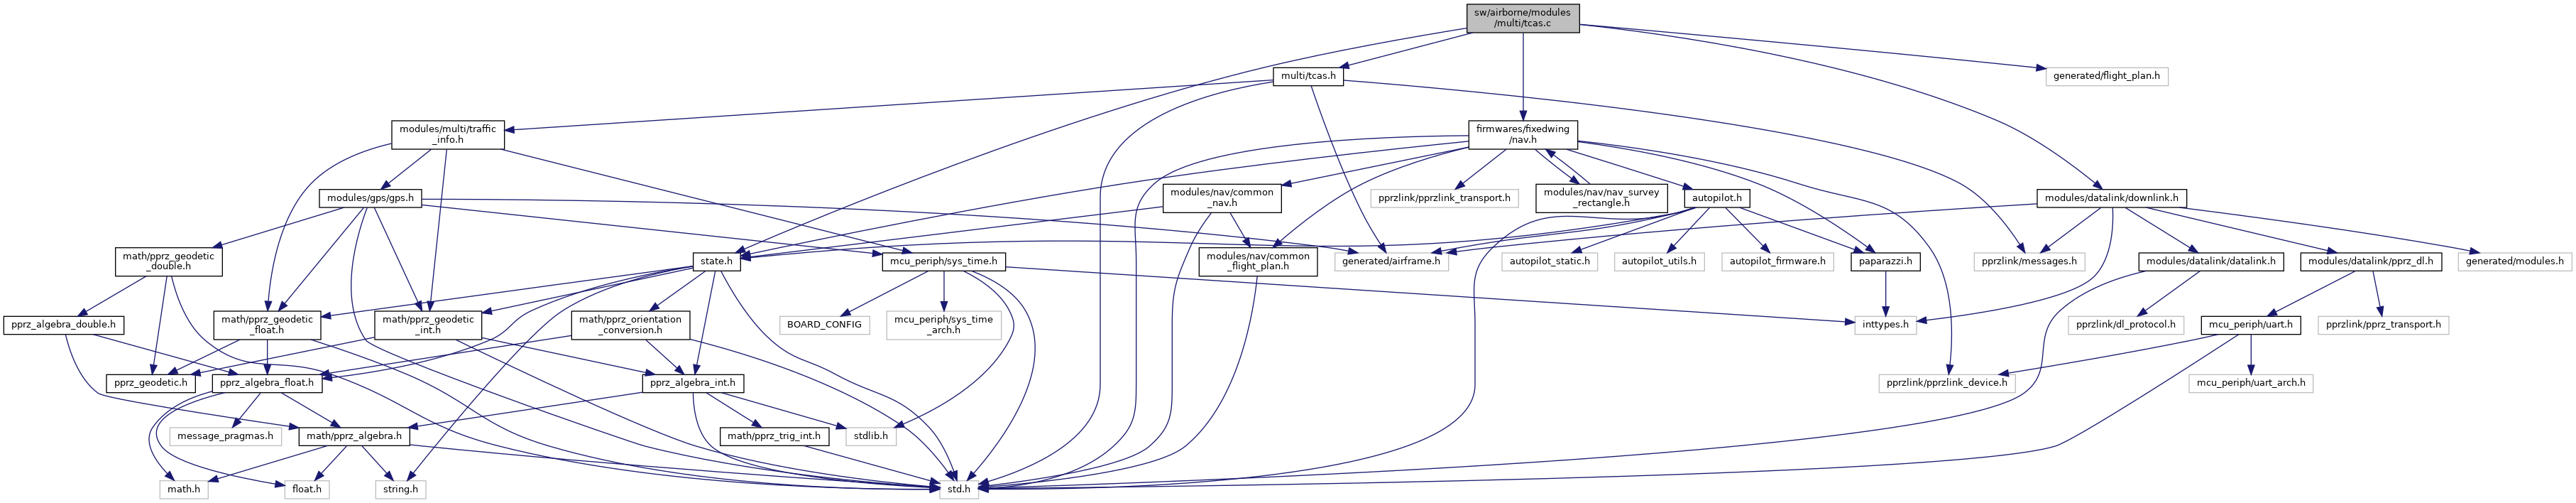 sw/airborne/modules
/multi/tcas.c
multi/tcas.h
generated/flight_plan.h
modules/multi/traffic
_info.h
firmwares/fixedwing
/nav.h
modules/gps/gps.h
modules/nav/common
_nav.h
pprzlink/pprzlink_transport.h
modules/nav/nav_survey
_rectangle.h
autopilot.h
modules/datalink/downlink.h
math/pprz_geodetic
_double.h
state.h
mcu_periph/sys_time.h
modules/nav/common
_flight_plan.h
generated/airframe.h
autopilot_static.h
autopilot_utils.h
autopilot_firmware.h
paparazzi.h
pprzlink/messages.h
modules/datalink/datalink.h
modules/datalink/pprz_dl.h
generated/modules.h
pprz_algebra_double.h
math/pprz_geodetic
_float.h
math/pprz_geodetic
_int.h
math/pprz_orientation
_conversion.h
BOARD_CONFIG
mcu_periph/sys_time
_arch.h
inttypes.h
pprzlink/dl_protocol.h
mcu_periph/uart.h
pprzlink/pprz_transport.h
pprz_geodetic.h
pprz_algebra_float.h
pprz_algebra_int.h
pprzlink/pprzlink_device.h
mcu_periph/uart_arch.h
message_pragmas.h
math/pprz_algebra.h
math/pprz_trig_int.h
stdlib.h
math.h
float.h
string.h
std.h